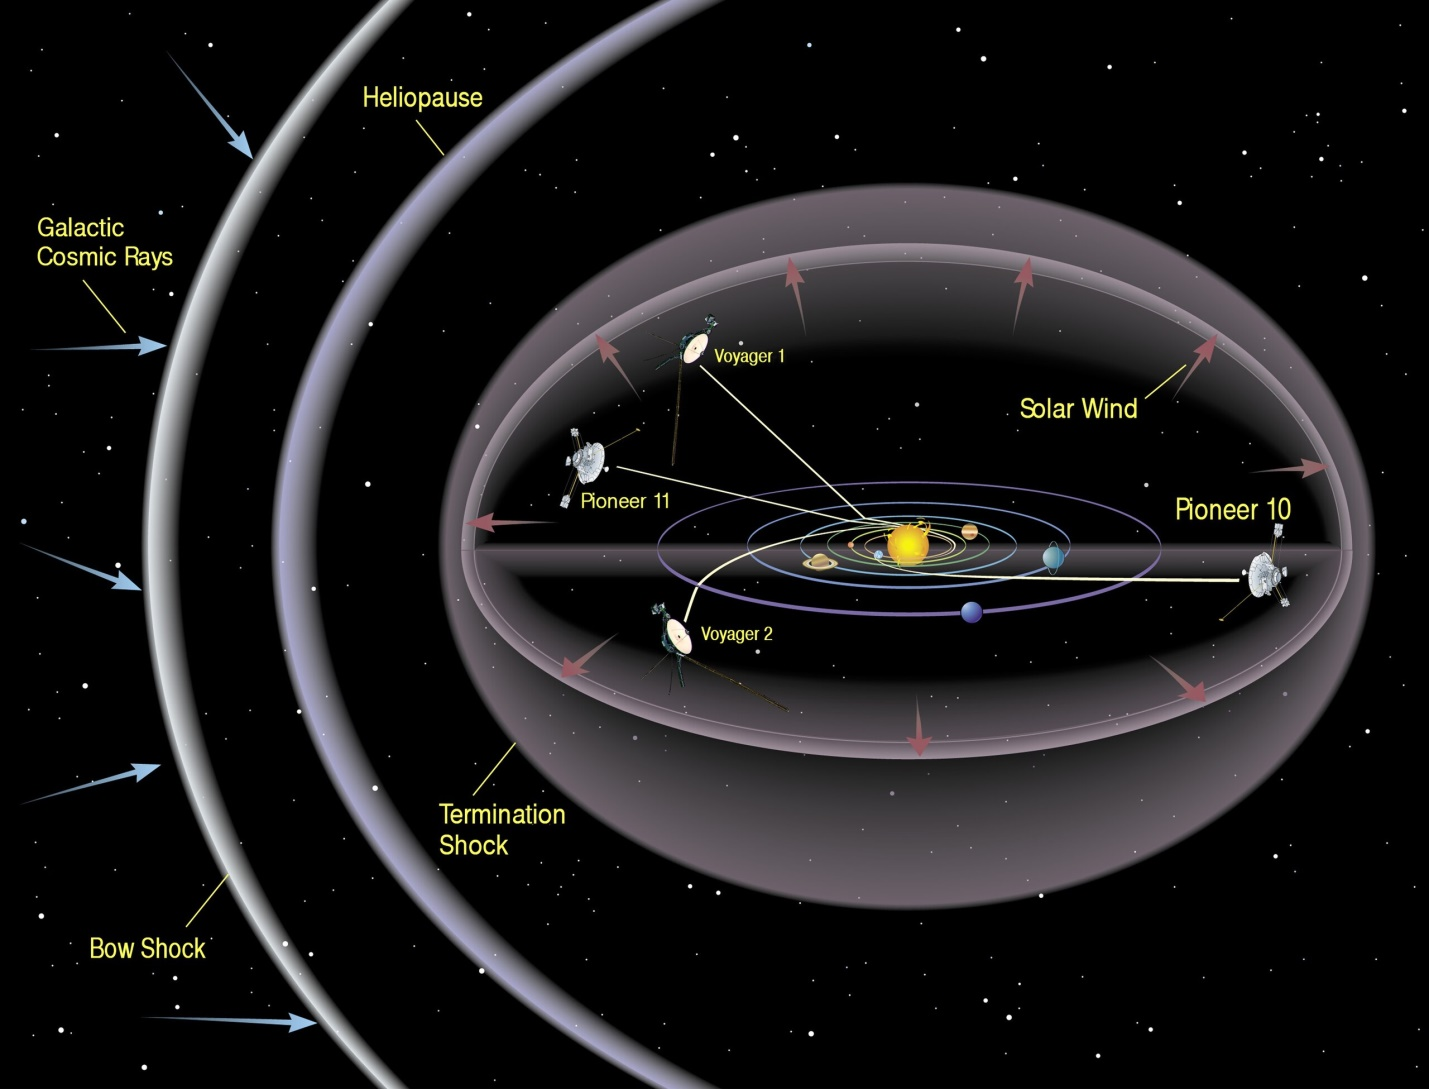 Heliopause
Galactic
Cosmic Rays
Voyager 1
Solar Wind
Pioneer 11
Pioneer 10
Voyager 2
Termination
Shock
Bow Shock